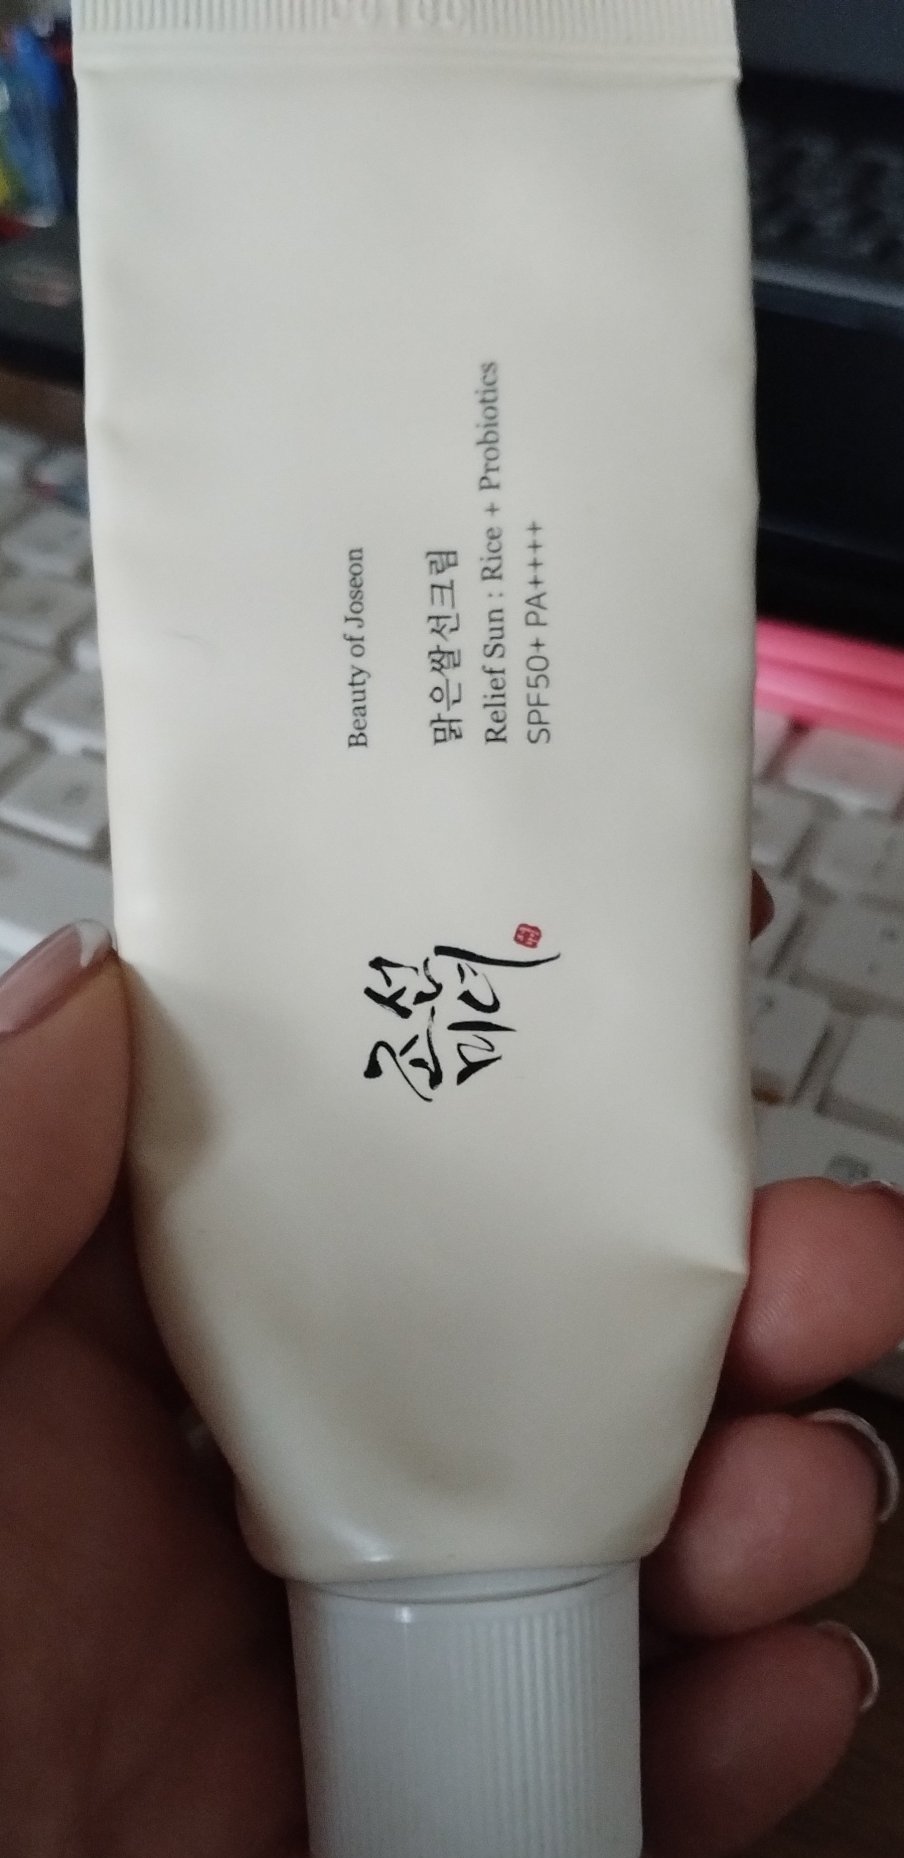 Beauty of Joseon
맑은쌀선크림
Relief Sun : Rice + Probiotics
SPF50+ PA++++
조선
미녀